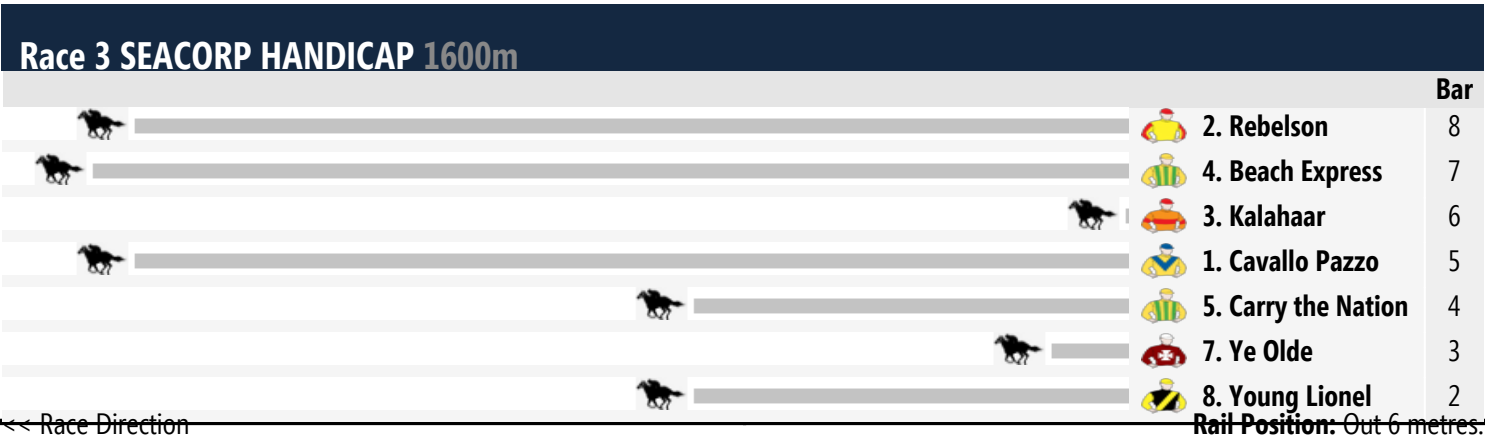 Race 3 SEACORP HANDICAP 1600m
Bar
2. Rebelson 8
4. Beach Express 7
3. Kalahaar 6
1. Cavallo Pazzo 5
5. Carry the Nation 4
7. Ye Olde 3
8. Young Lionel 2
<< Race Direction Rail Position: Out 6 metres.